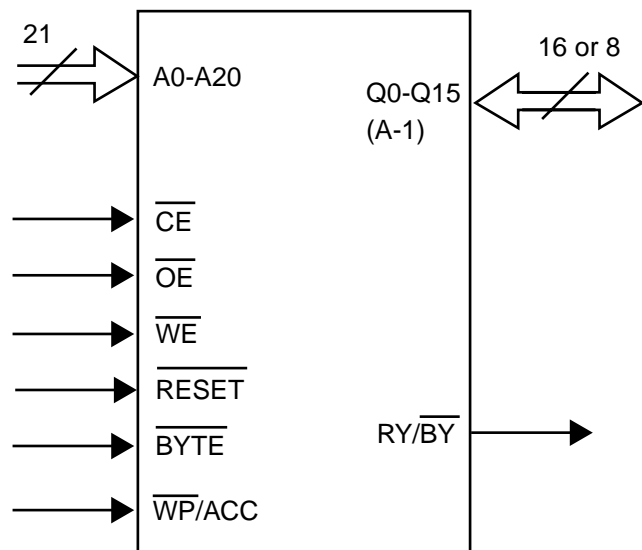 21
A0-A20
16 or 8
Q0-Q15
(A-1)
CE
OE
WE
RESET
BYTE
RY/BY
WP/ACC